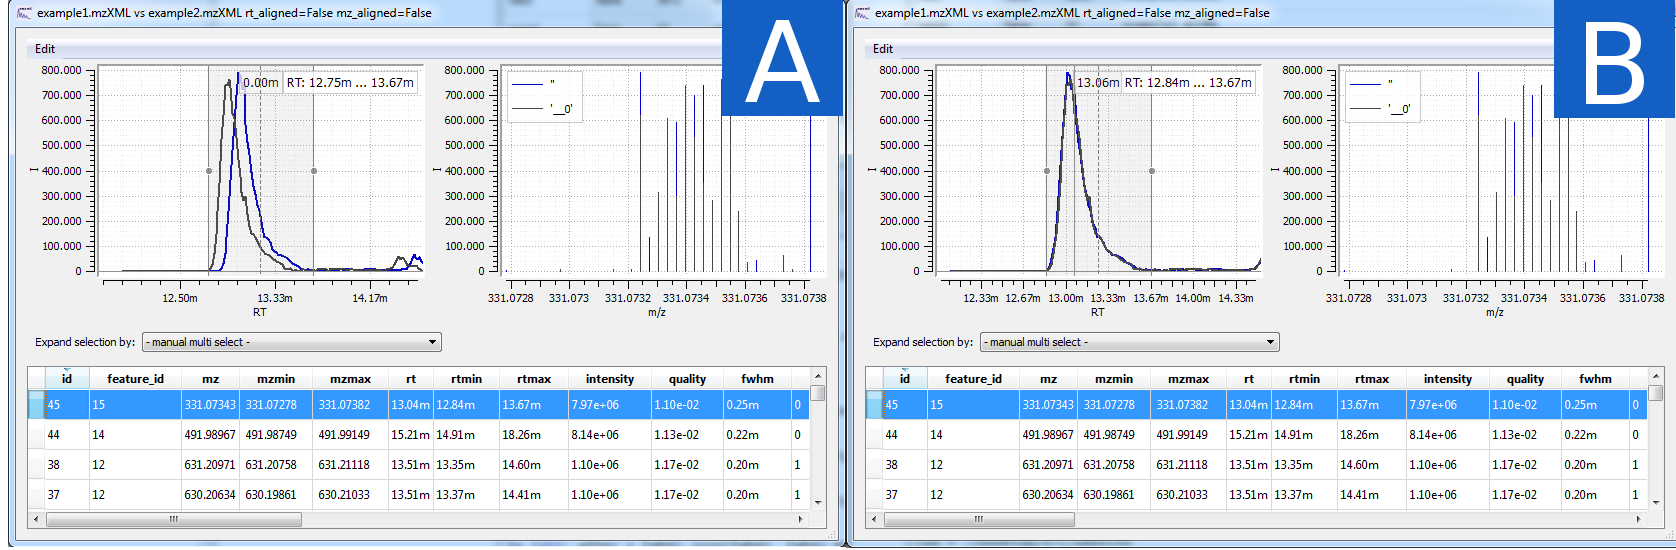 example1.mzXML vs example2.mzXML rt_aligned=False mz_aligned=False
A
Edit
0.00m RT: 12.75m ... 13.67m
800.000
700.000
600.000
500.000
400.000
300.000
200.000
100.000
0
I
12.50m 13.33m 14.17m
RT
"
'__0'
800.000
700.000
600.000
500.000
400.000
300.000
200.000
100.000
0
I
331.0728 331.073 331.0732 331.0734 331.0736 331.0738
m/z
Expand selection by: - manual multi select -
id feature_id mz mzmin mzmax rt rtmin rtmax intensity quality fwhm
45 15 331.07343 331.07278 331.07382 13.04m 12.84m 13.67m 7.97e+06 1.10e-02 0.25m 0
44 14 491.98967 491.98749 491.99149 15.21m 14.91m 18.26m 8.14e+06 1.13e-02 0.22m 0
38 12 631.20971 631.20758 631.21118 13.51m 13.35m 14.60m 1.10e+06 1.17e-02 0.20m 1
37 12 630.20634 630.19861 630.21033 13.51m 13.37m 14.41m 1.10e+06 1.17e-02 0.20m 1
example1.mzXML vs example2.mzXML rt_aligned=False mz_aligned=False
B
Edit
13.06m RT: 12.84m ... 13.67m
800.000
700.000
600.000
500.000
400.000
300.000
200.000
100.000
0
I
12.33m 12.67m 13.00m 13.33m 13.67m 14.00m 14.33m
RT
"
'__0'
800.000
700.000
600.000
500.000
400.000
300.000
200.000
100.000
0
I
331.0728 331.073 331.0732 331.0734 331.0736 331.0738
m/z
Expand selection by: - manual multi select -
id feature_id mz mzmin mzmax rt rtmin rtmax intensity quality fwhm
45 15 331.07343 331.07278 331.07382 13.04m 12.84m 13.67m 7.97e+06 1.10e-02 0.25m 0
44 14 491.98967 491.98749 491.99149 15.21m 14.91m 18.26m 8.14e+06 1.13e-02 0.22m 0
38 12 631.20971 631.20758 631.21118 13.51m 13.35m 14.60m 1.10e+06 1.17e-02 0.20m 1
37 12 630.20634 630.19861 630.21033 13.51m 13.37m 14.41m 1.10e+06 1.17e-02 0.20m 1